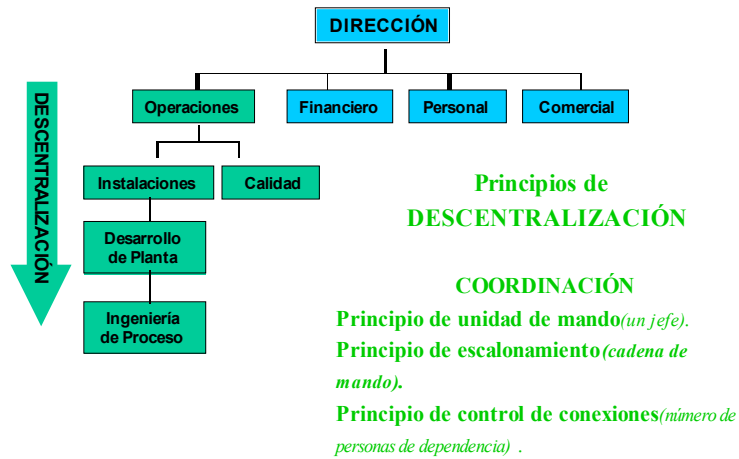 DIRECCIÓN
Operaciones
Financiero
Personal
Comercial
DESCENTRALIZACIÓN
Instalaciones
Calidad
Desarrollo
de Planta
Ingeniería
de Proceso
Principios de
DESCENTRALIZACIÓN
COORDINACIÓN
Principio de unidad de mando(un jefe).
Principio de escalonamiento(cadena de
mando).
Principio de control de conexiones(número de
personas de dependencia) .